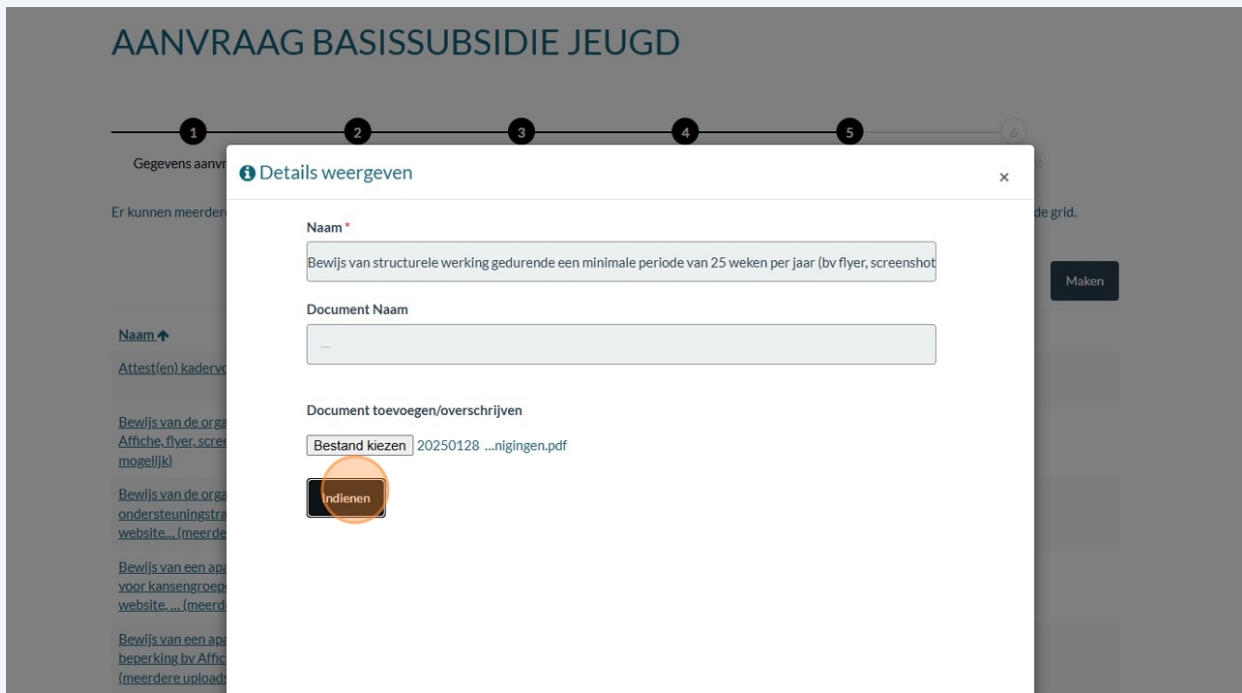 AANVRAAG BASISSUBSIDIE JEUGD
1 2 3 4 5 6
Gegevens aanvr
Er kunnen meerder de grid.
Details weergeven ×
Naam *
Bewijs van structurele werking gedurende een minimale periode van 25 weken per jaar (bv flyer, screenshot
Maken
Document Naam
—
Naam
Attest(en) kadervo
Document toevoegen/overschrijven
Bestand kiezen 20250128 ...nigingen.pdf
Indienen
Bewijs van de orga
Affiche, flyer, scree
mogelijk)
Bewijs van de orga
ondersteuningstra
website... (meerde
Bewijs van een apa
voor kansengroepe
website, ... (meerd
Bewijs van een apa
beperking bv Affic
(meerdere uploads